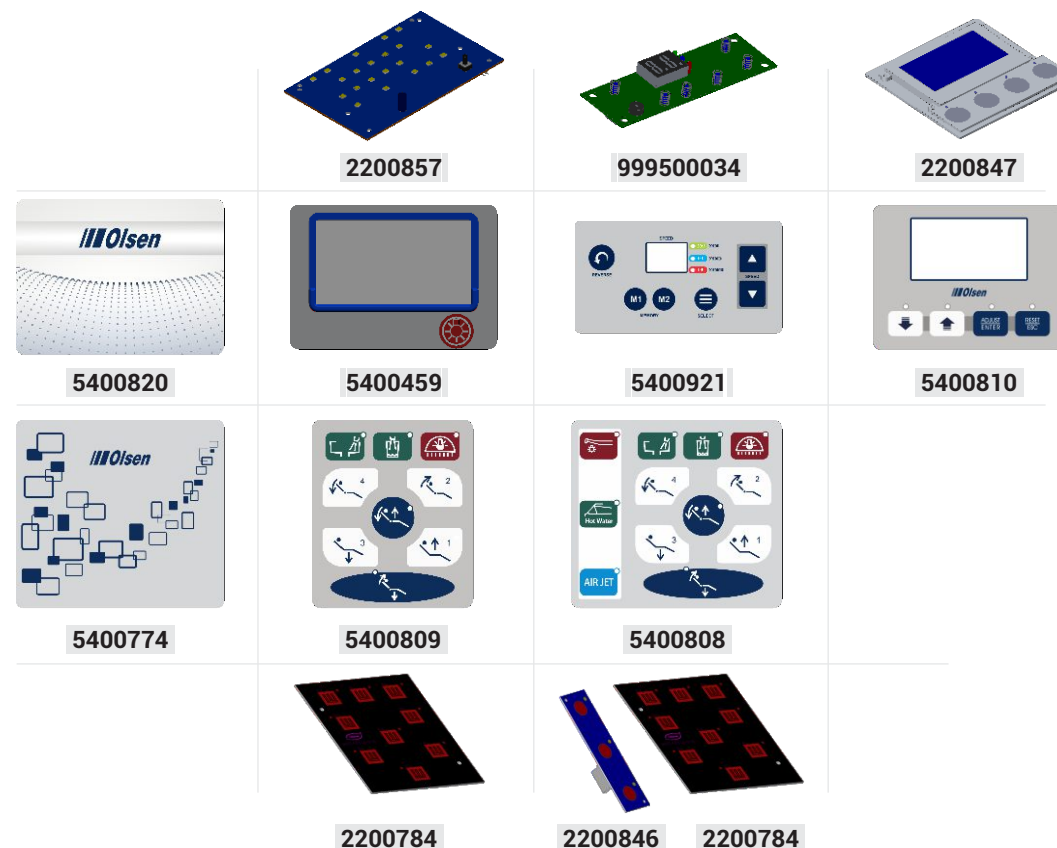 2200857
999500034
2200847
Olsen
SPEED
REVERSE
M1
M2
MEMORY
SELECT
SPEED
Olsen
ADJUST
ENTER
RESET
ESC
5400820
5400459
5400921
5400810
Olsen
4
2
3
1
4
2
Hot Water
3
1
AIR JET
5400774
5400809
5400808
2200784
2200846
2200784